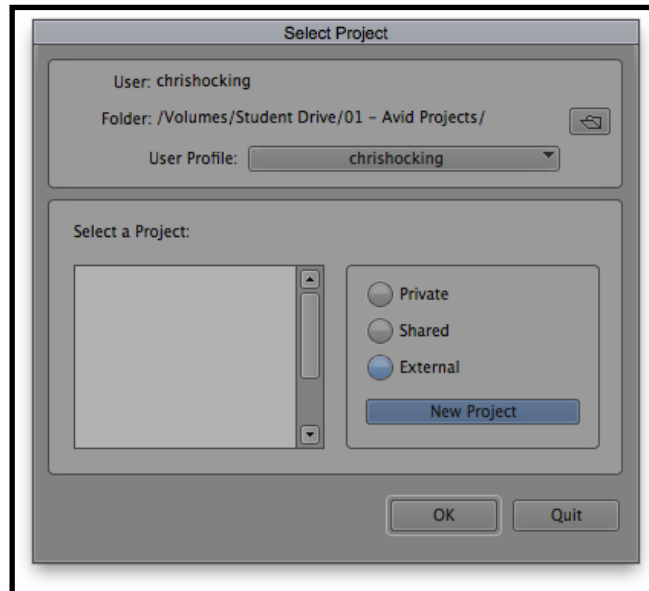 Select Project
User: chrishocking
Folder: /Volumes/Student Drive/01 – Avid Projects/
User Profile: chrishocking
Select a Project:
Private
Shared
External
New Project
OK Quit